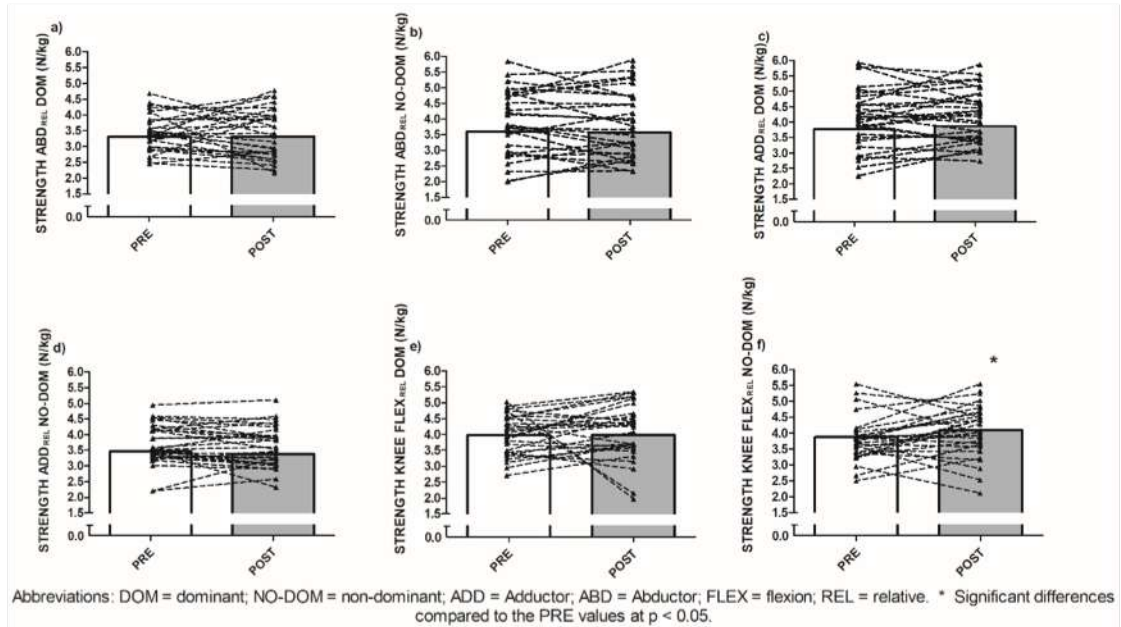 a)
STRENGTH ABD_REL DOM (N/kg)
6.0
5.5
5.0
4.5
4.0
3.5
3.0
2.5
2.0
1.5
0.0
PRE
POST
b)
STRENGTH ABD_REL NO-DOM (N/kg)
6.0
5.5
5.0
4.5
4.0
3.5
3.0
2.5
2.0
1.5
0.0
PRE
POST
c)
STRENGTH ADD_REL DOM (N/kg)
6.0
5.5
5.0
4.5
4.0
3.5
3.0
2.5
2.0
1.5
0.0
PRE
POST
d)
STRENGTH ADD_REL NO-DOM (N/kg)
6.0
5.5
5.0
4.5
4.0
3.5
3.0
2.5
2.0
1.5
0.0
PRE
POST
e)
STRENGTH KNEE FLEX_REL DOM (N/kg)
6.0
5.5
5.0
4.5
4.0
3.5
3.0
2.5
2.0
1.5
0.0
PRE
POST
f)
STRENGTH KNEE FLEX_REL NO-DOM (N/kg)
*
6.0
5.5
5.0
4.5
4.0
3.5
3.0
2.5
2.0
1.5
0.0
PRE
POST
Abbreviations: DOM = dominant; NO-DOM = non-dominant; ADD = Adductor; ABD = Abductor; FLEX = flexion; REL = relative. * Significant differences
compared to the PRE values at p < 0.05.